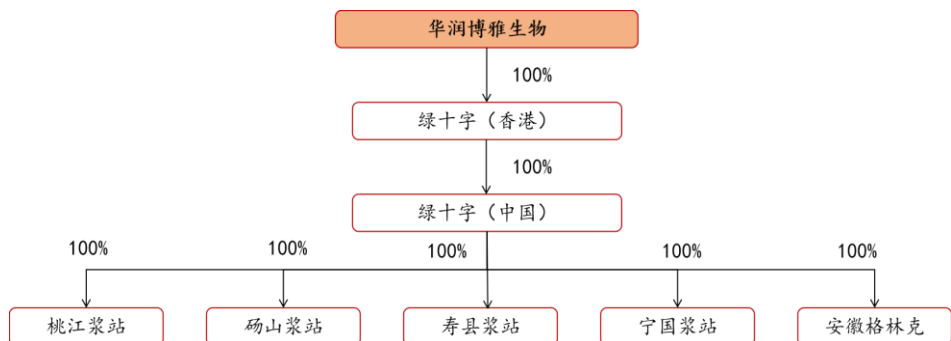 华润博雅生物
100%
绿十字（香港）
100%
绿十字（中国）
100%
100%
100%
100%
100%
桃江浆站
砀山浆站
寿县浆站
宁国浆站
安徽格林克